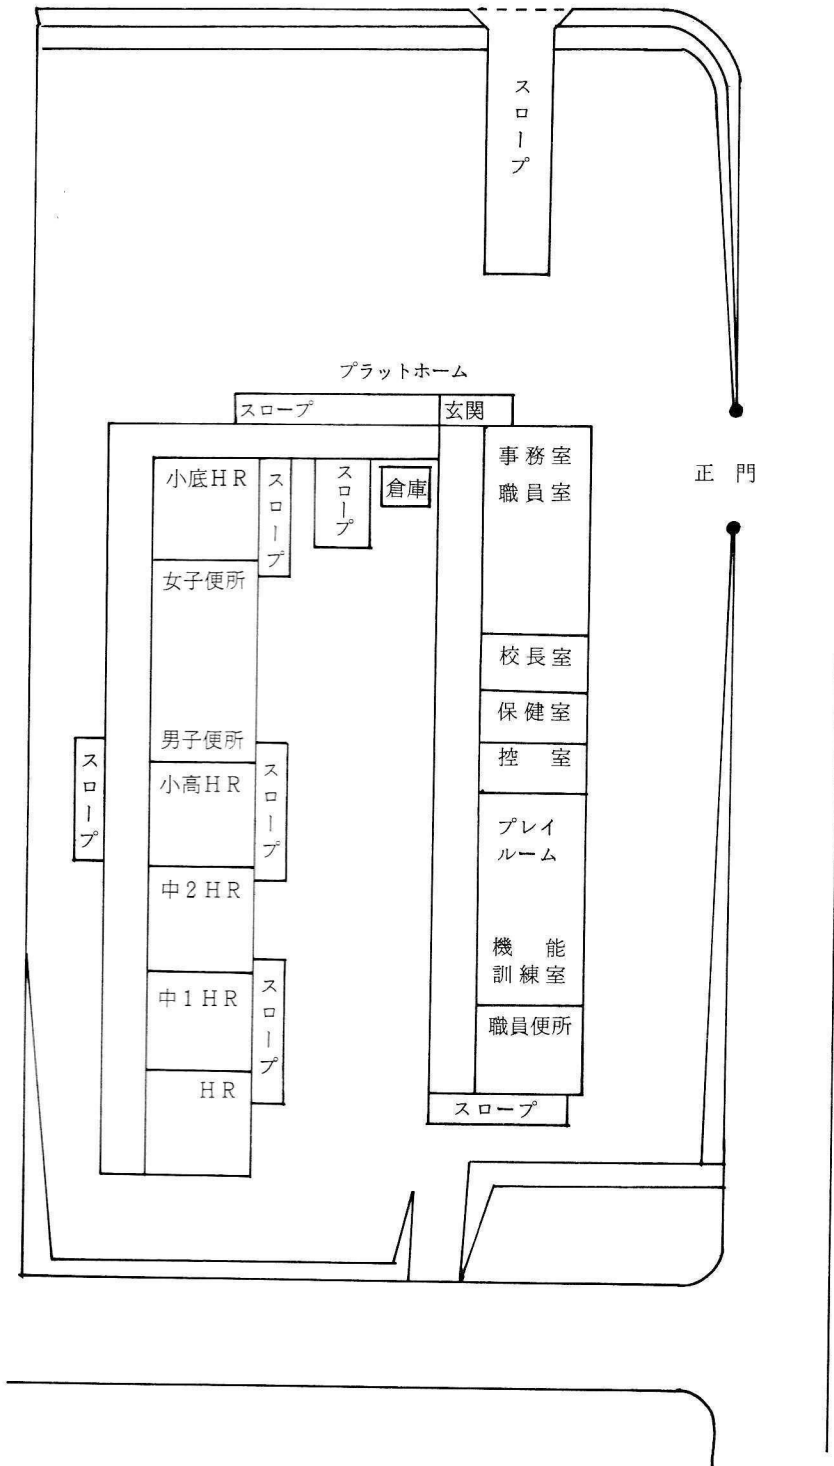 スロープ
プラットホーム
スロープ
玄関
事務室
職員室
正門
小底HR
スロープ
スロープ
倉庫
女子便所
校長室
保健室
男子便所
控室
スロープ
小高HR
スロープ
プレイ
ルーム
中2HR
機能
訓練室
中1HR
スロープ
職員便所
HR
スロープ